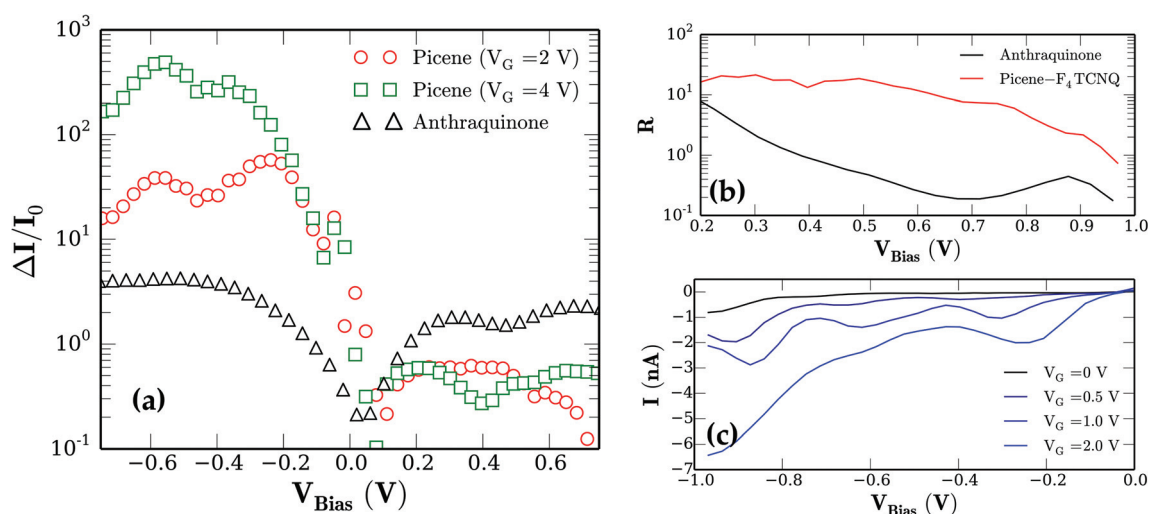 10³
10²
10¹
10⁰
10⁻¹
ΔI/I₀
Picene (V_G =2 V)
Picene (V_G =4 V)
Anthraquinone
(a)
−0.6 −0.4 −0.2 0.0 0.2 0.4 0.6
V_Bias (V)
10²
10¹
10⁰
10⁻¹
R
Anthraquinone
Picene−F₄TCNQ
(b)
0.2 0.3 0.4 0.5 0.6 0.7 0.8 0.9 1.0
V_Bias (V)
0
−1
−2
−3
−4
−5
−6
−7
I (nA)
V_G =0 V
V_G =0.5 V
V_G =1.0 V
V_G =2.0 V
(c)
−1.0 −0.8 −0.6 −0.4 −0.2 0.0
V_Bias (V)